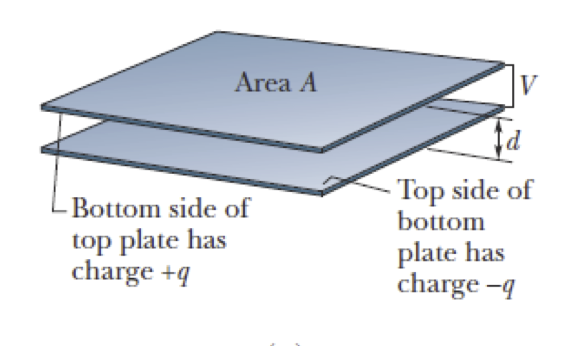 Area A
V
d
Bottom side of
top plate has
charge +q
Top side of
bottom
plate has
charge –q